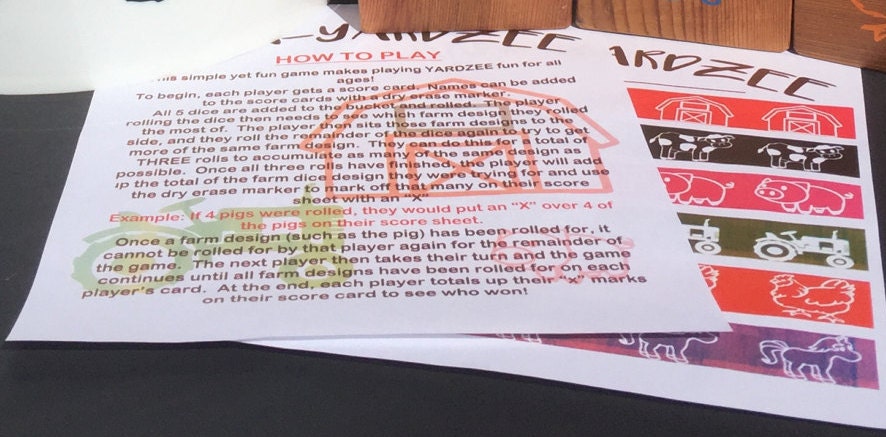 -YARDZEE
HOW TO PLAY
This simple yet fun game makes playing YARDZEE fun for all
ages!
To begin, each player gets a score card. Names can be added
to the score cards with a dry erase marker.
All 5 dice are added to the bucket and rolled. The player
rolling the dice then needs to see which farm design they rolled
the most of. The player then sits those farm designs to the
side, and they roll the remainder of the dice again to try to get
more of the same farm design. They can do this for a total of
THREE rolls to accumulate as many of the same design as
possible. Once all three rolls have finished, the player will add
up the total of the farm dice design they were trying for and use
the dry erase marker to mark off that many on their score
sheet with an "X"
Example: If 4 pigs were rolled, they would put an "X" over 4 of
the pigs on their score sheet.
Once a farm design (such as the pig) has been rolled for, it
cannot be rolled for by that player again for the remainder of
the game. The next player then takes their turn and the game
continues until all farm designs have been rolled for on each
player's card. At the end, each player totals up their "x" marks
on their score card to see who won!
ARDZEE